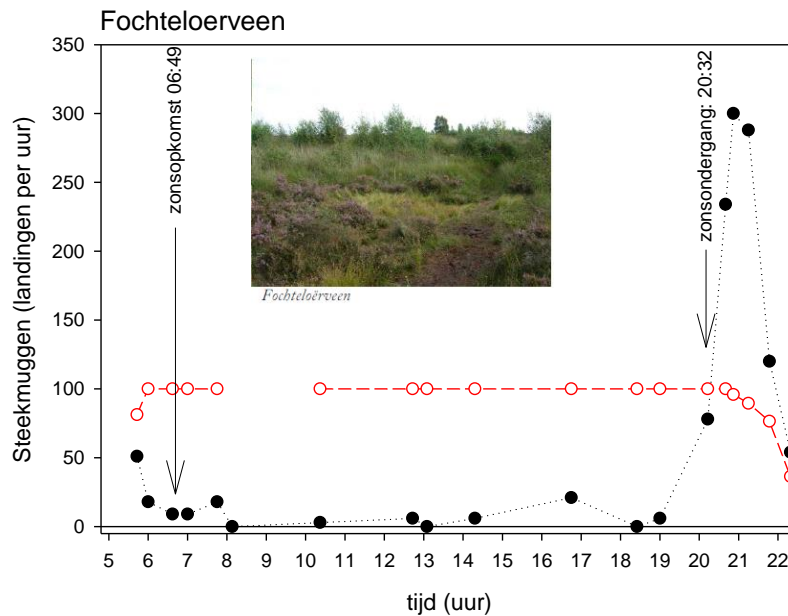 Fochteloerveen
350
300
250
200
150
100
50
0
Steekmuggen (landingen per uur)
zonsopkomst 06:49
zonsondergang: 20:32
Fochteloërveen
5 6 7 8 9 10 11 12 13 14 15 16 17 18 19 20 21 22
tijd (uur)